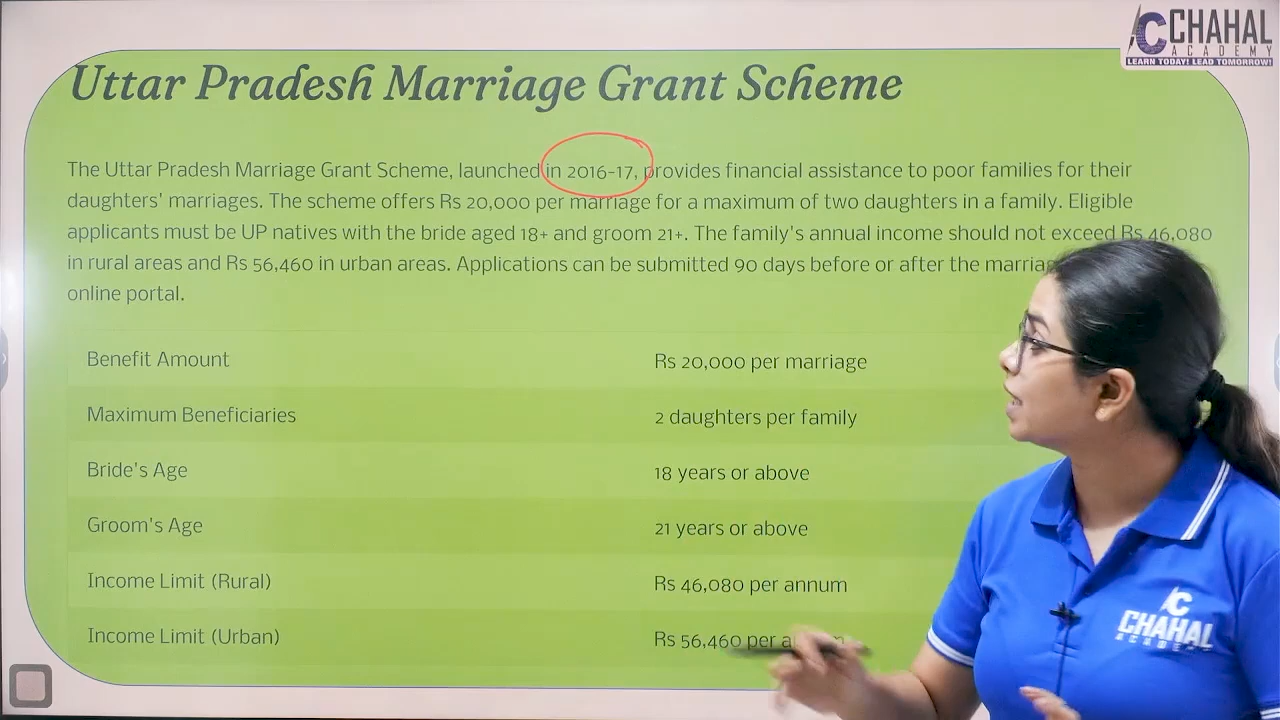 CHAHAL
ACADEMY
LEARN TODAY! LEAD TOMORROW!
Uttar Pradesh Marriage Grant Scheme
The Uttar Pradesh Marriage Grant Scheme, launched in 2016-17, provides financial assistance to poor families for their
daughters' marriages. The scheme offers Rs 20,000 per marriage for a maximum of two daughters in a family. Eligible
applicants must be UP natives with the bride aged 18+ and groom 21+. The family's annual income should not exceed Rs 46,080
in rural areas and Rs 56,460 in urban areas. Applications can be submitted 90 days before or after the
online portal.
Benefit Amount Rs 20,000 per marriage
Maximum Beneficiaries 2 daughters per family
Bride's Age 18 years or above
Groom's Age 21 years or above
Income Limit (Rural) Rs 46,080 per annum
Income Limit (Urban) Rs 56,460 per
CHAHAL
ACADEMY